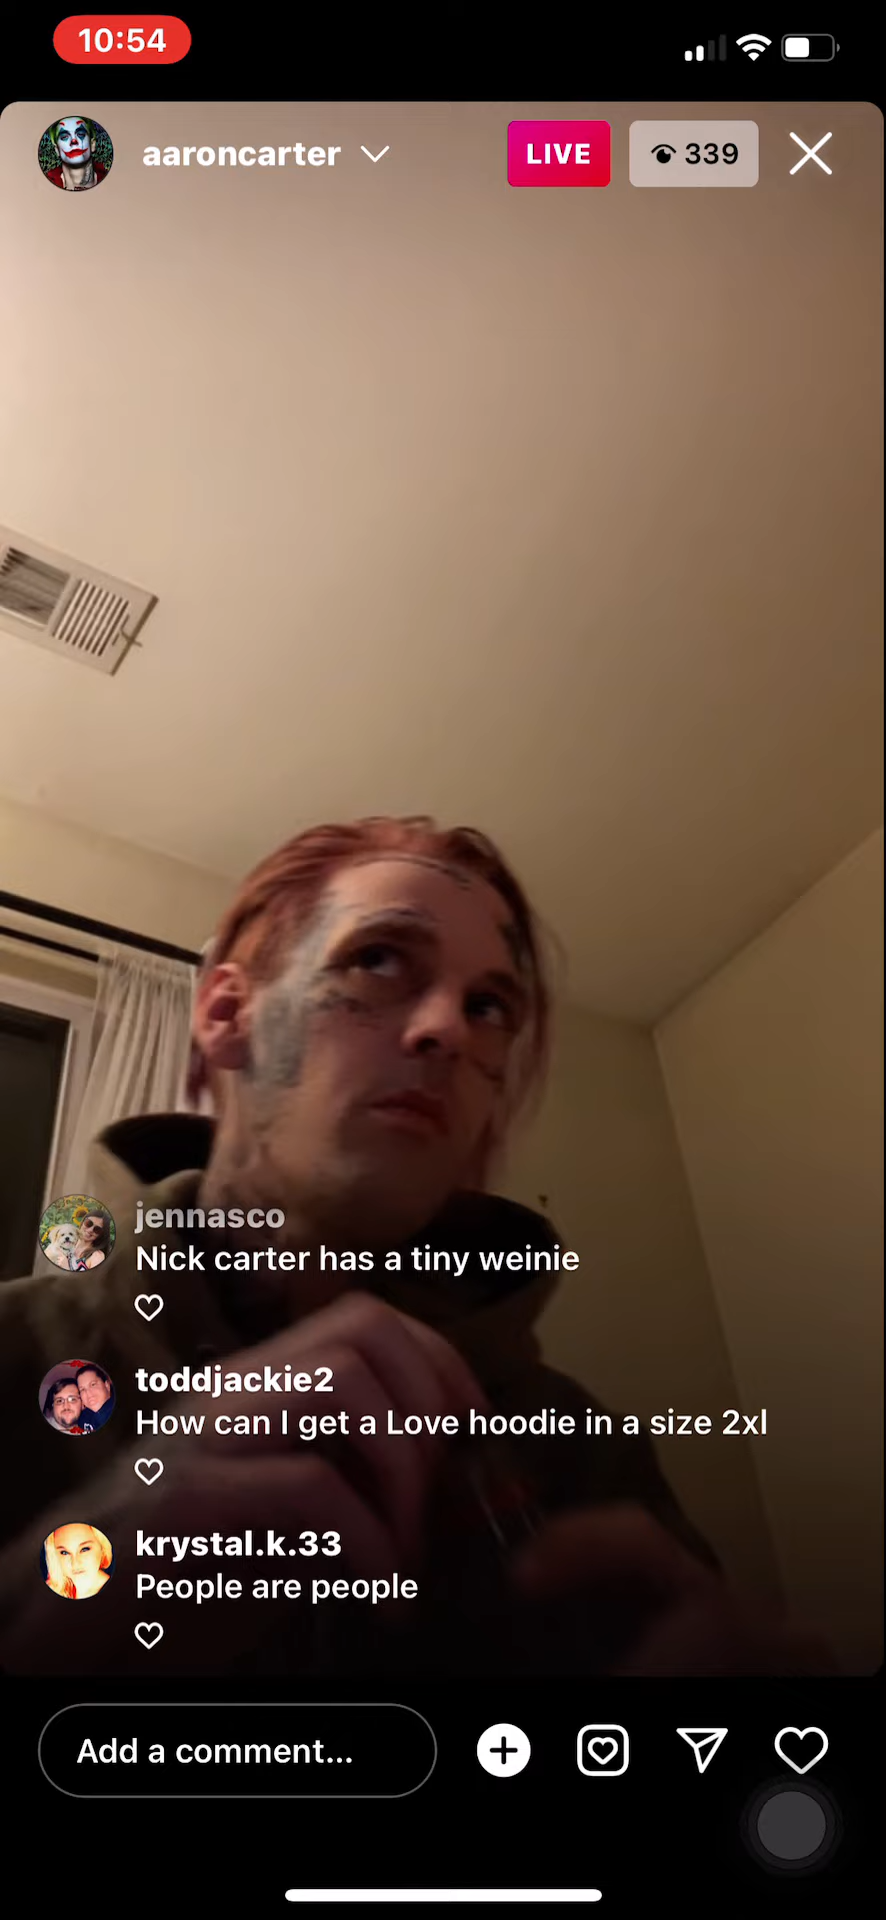 10:54
aaroncarter
LIVE
339
jennasco
Nick carter has a tiny weinie
toddjackie2
How can I get a Love hoodie in a size 2xl
krystal.k.33
People are people
Add a comment...